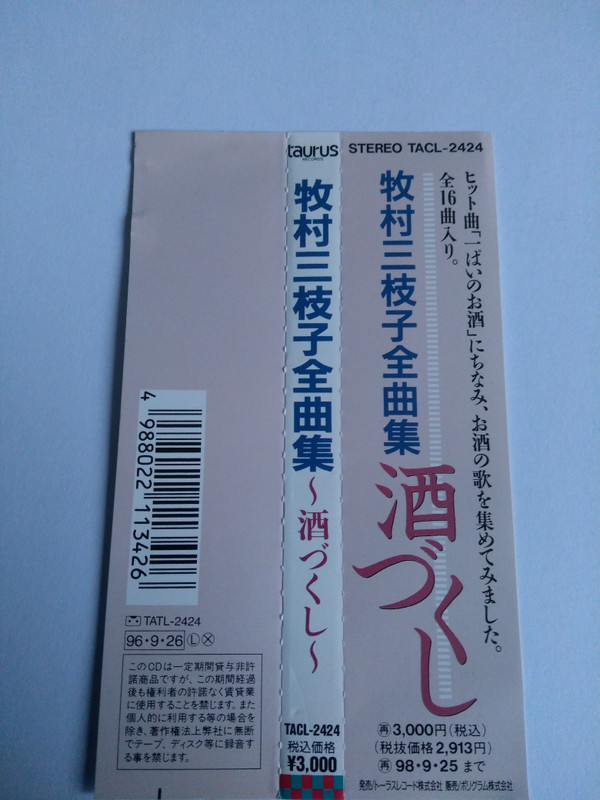 STEREO TACL-2424
ヒット曲「一ぱいのお酒」にちなみ、お酒の歌を集めてみました。
全16曲入り。
牧村三枝子全曲集
酒づくし
再 3,000円(税込)
(税抜価格2,913円)
再 98・9・25まで
発売/トーラスレコード株式会社 販売/ポリグラム株式会社
taurus
RECORDS
牧村三枝子全曲集
～酒づくし～
TACL-2424
税込価格
¥3,000
4 988022 113426
TATL-2424
96・9・26 L X
このCDは一定期間貸与非許
諾商品ですが、この期間経過
後も権利者の許諾なく賃貸業
に使用することを禁じます。また
個人的に利用する等の場合を
除き、著作権法上弊社に無断
でテープ、ディスク等に録音す
る事を禁じます。